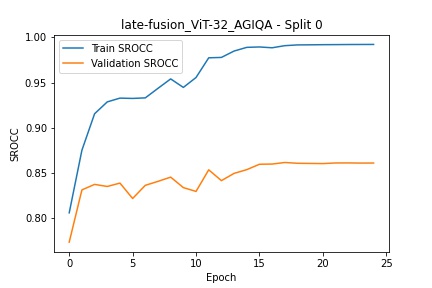 late-fusion_ViT-32_AGIQA - Split 0
Train SROCC
Validation SROCC
1.00
0.95
0.90
0.85
0.80
SROCC
0
5
10
15
20
25
Epoch